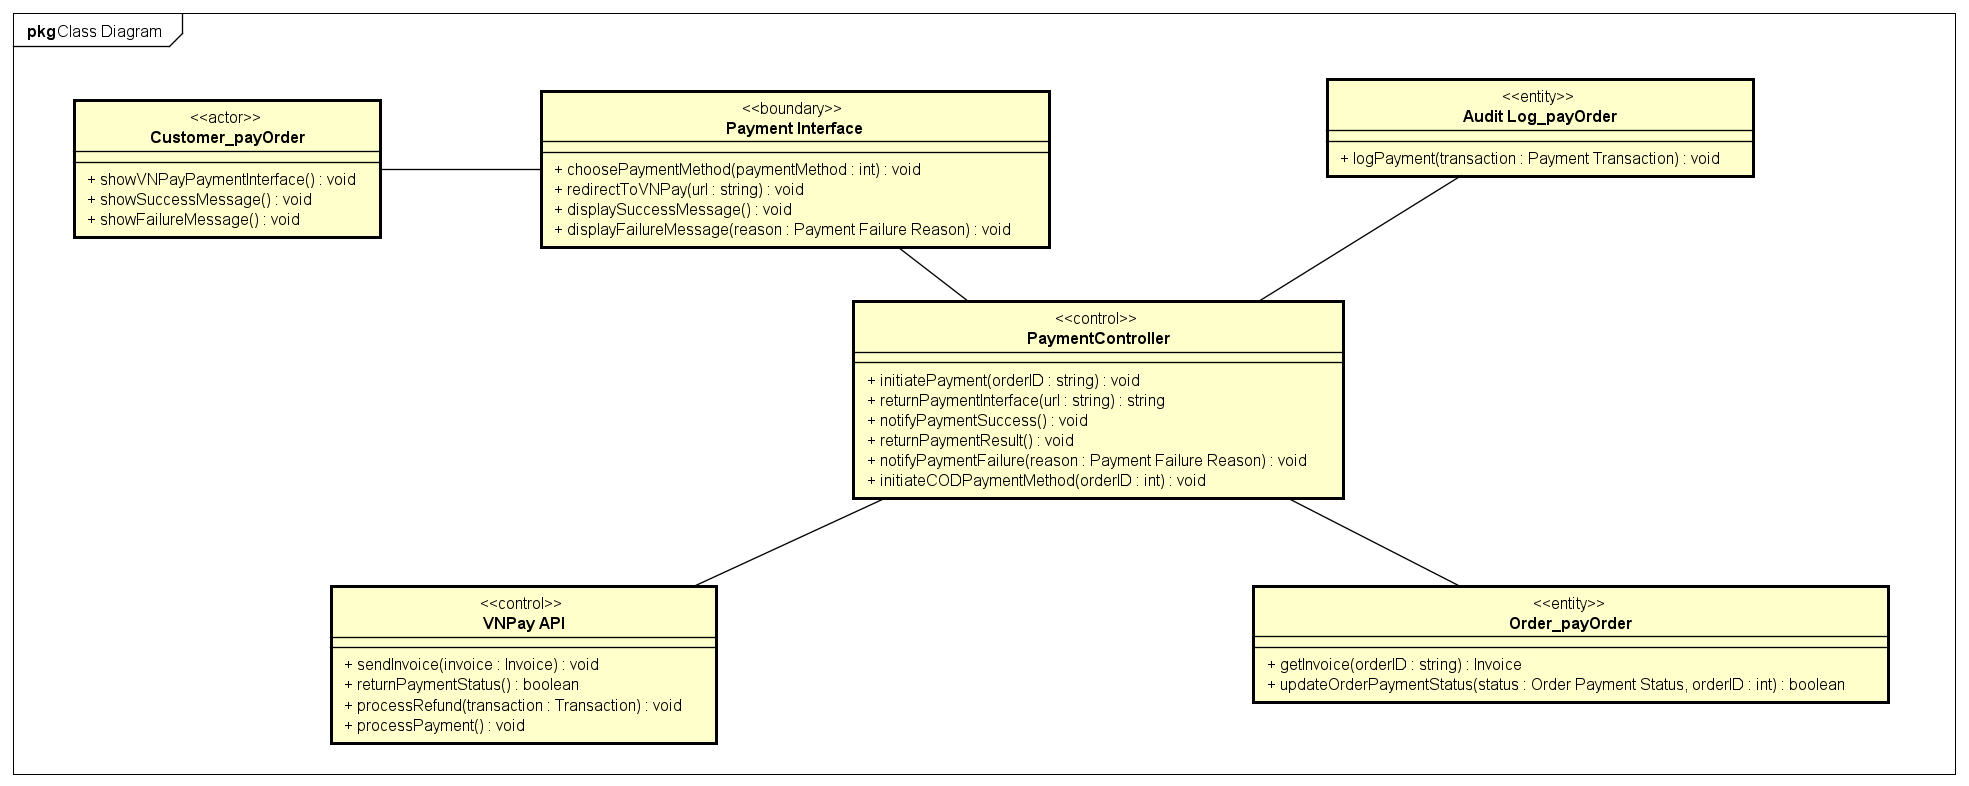 pkg Class Diagram
<<actor>>
Customer_payOrder
+ showVNPayPaymentInterface() : void
+ showSuccessMessage() : void
+ showFailureMessage() : void
<<boundary>>
Payment Interface
+ choosePaymentMethod(paymentMethod : int) : void
+ redirectToVNPay(url : string) : void
+ displaySuccessMessage() : void
+ displayFailureMessage(reason : Payment Failure Reason) : void
<<entity>>
Audit Log_payOrder
+ logPayment(transaction : Payment Transaction) : void
<<control>>
PaymentController
+ initiatePayment(orderID : string) : void
+ returnPaymentInterface(url : string) : string
+ notifyPaymentSuccess() : void
+ returnPaymentResult() : void
+ notifyPaymentFailure(reason : Payment Failure Reason) : void
+ initiateCODPaymentMethod(orderID : int) : void
<<control>>
VNPay API
+ sendInvoice(invoice : Invoice) : void
+ returnPaymentStatus() : boolean
+ processRefund(transaction : Transaction) : void
+ processPayment() : void
<<entity>>
Order_payOrder
+ getInvoice(orderID : string) : Invoice
+ updateOrderPaymentStatus(status : Order Payment Status, orderID : int) : boolean